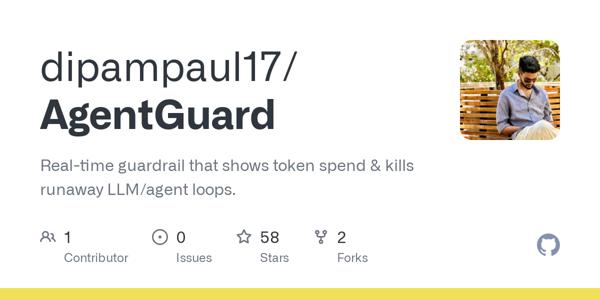 dipampaul17/
AgentGuard
Real-time guardrail that shows token spend & kills
runaway LLM/agent loops.
1
Contributor
0
Issues
58
Stars
2
Forks